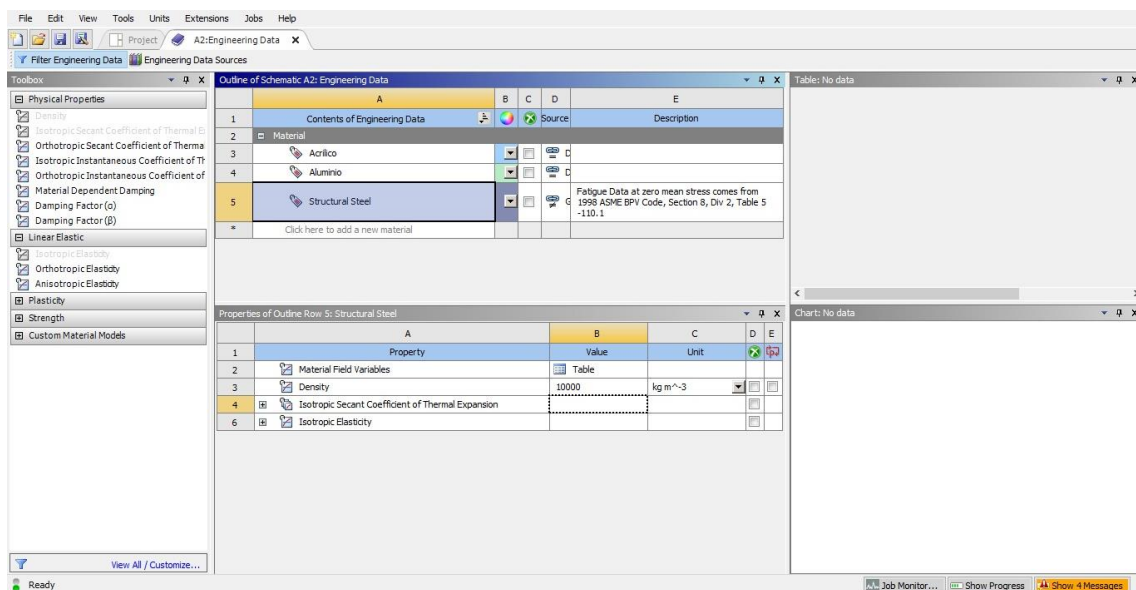 File Edit View Tools Units Extensions Jobs Help
Project A2:Engineering Data
Filter Engineering Data Engineering Data Sources
Toolbox
Physical Properties
Density
Isotropic Secant Coefficient of Thermal E
Orthotropic Secant Coefficient of Therma
Isotropic Instantaneous Coefficient of Th
Orthotropic Instantaneous Coefficient of
Material Dependent Damping
Damping Factor (α)
Damping Factor (β)
Linear Elastic
Isotropic Elasticity
Orthotropic Elasticity
Anisotropic Elasticity
Plasticity
Strength
Custom Material Models
View All / Customize...
Outline of Schematic A2: Engineering Data
A B C D E
1 Contents of Engineering Data Source Description
2 Material
3 Acrilico D
4 Aluminio D
5 Structural Steel G
Fatigue Data at zero mean stress comes from
1998 ASME BPV Code, Section 8, Div 2, Table 5
-110.1
* Click here to add a new material
Properties of Outline Row 5: Structural Steel
A B C D E
1 Property Value Unit
2 Material Field Variables Table
3 Density 10000 kg m^-3
4 Isotropic Secant Coefficient of Thermal Expansion
6 Isotropic Elasticity
Table: No data
Chart: No data
Ready
Job Monitor... Show Progress Show 4 Messages